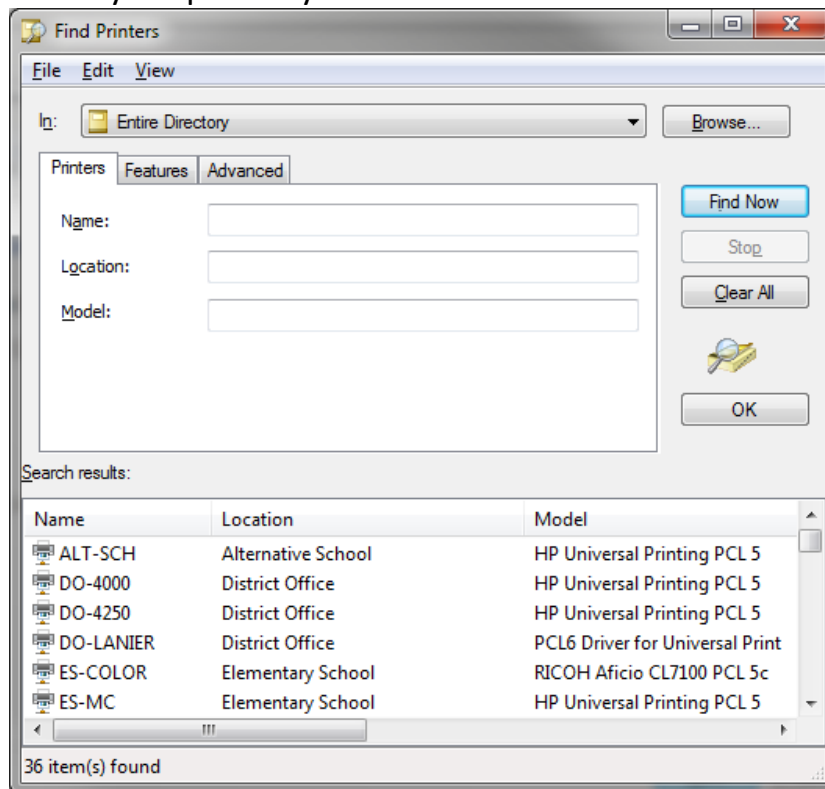 Find Printers
File Edit View
In: Entire Directory Browse...
Printers Features Advanced
Name:
Location:
Model:
Find Now
Stop
Clear All
OK
Search results:
Name Location Model
ALT-SCH Alternative School HP Universal Printing PCL 5
DO-4000 District Office HP Universal Printing PCL 5
DO-4250 District Office HP Universal Printing PCL 5
DO-LANIER District Office PCL6 Driver for Universal Print
ES-COLOR Elementary School RICOH Aficio CL7100 PCL 5c
ES-MC Elementary School HP Universal Printing PCL 5
36 item(s) found